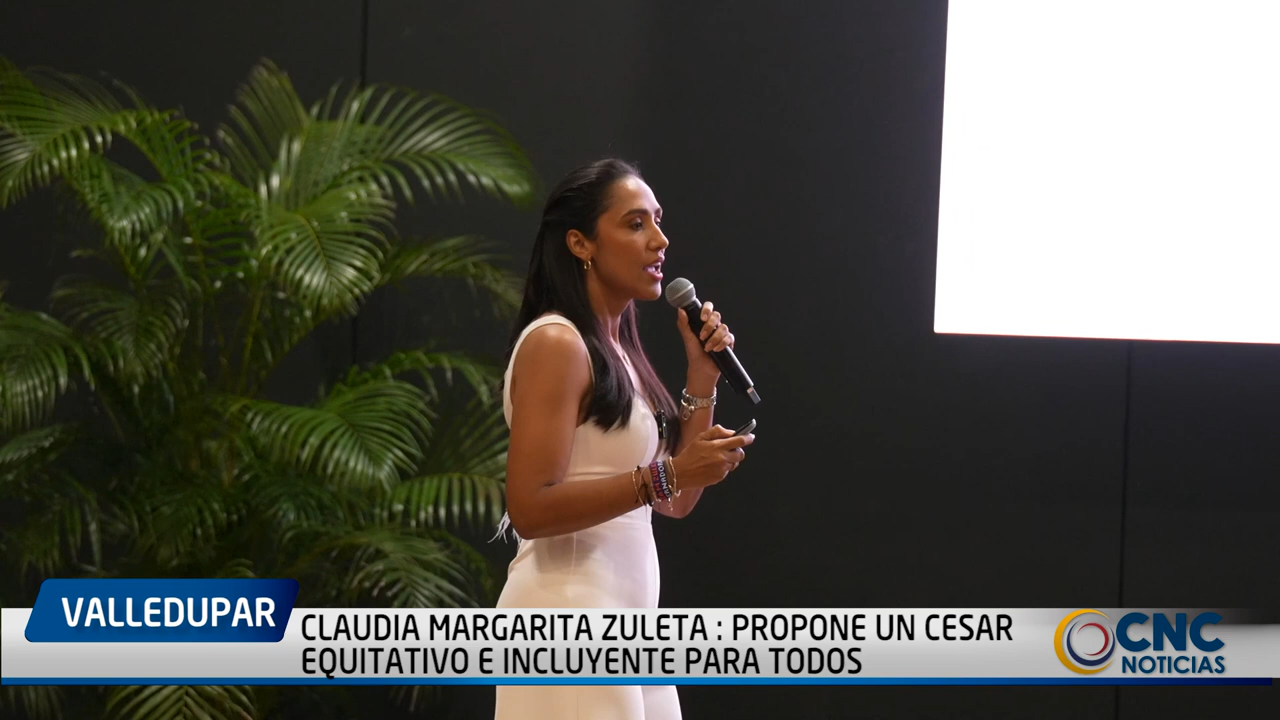 VALLEDUPAR
CLAUDIA MARGARITA ZULETA : PROPONE UN CESAR
EQUITATIVO E INCLUYENTE PARA TODOS
CNC
NOTICIAS